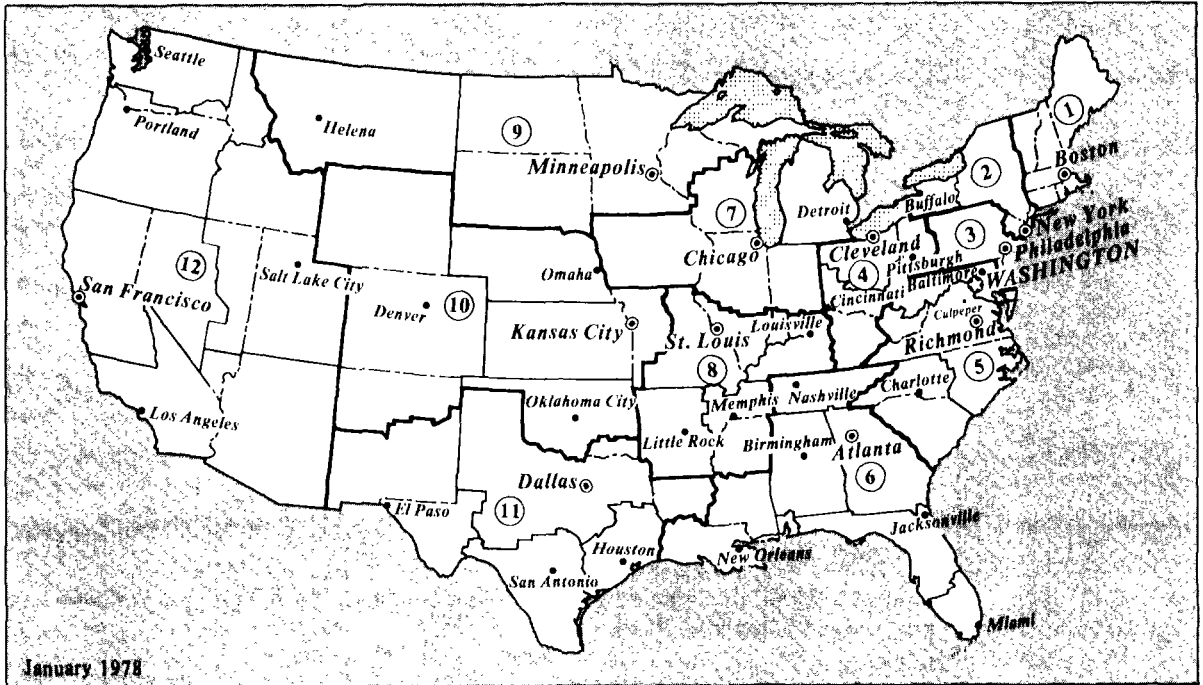 Seattle
Portland
Helena
9
Minneapolis
1
Boston
2
Buffalo
New York
Philadelphia
WASHINGTON
3
7
Detroit
Chicago
Cleveland
4
Pittsburgh
Baltimore
Cincinnati
12
San Francisco
Salt Lake City
Omaha
Denver
10
Kansas City
St. Louis
Louisville
Culpeper
Richmond
5
8
Charlotte
Los Angeles
Oklahoma City
Memphis
Nashville
Little Rock
Birmingham
Atlanta
6
Dallas
El Paso
11
Houston
San Antonio
New Orleans
Jacksonville
Miami
January 1978